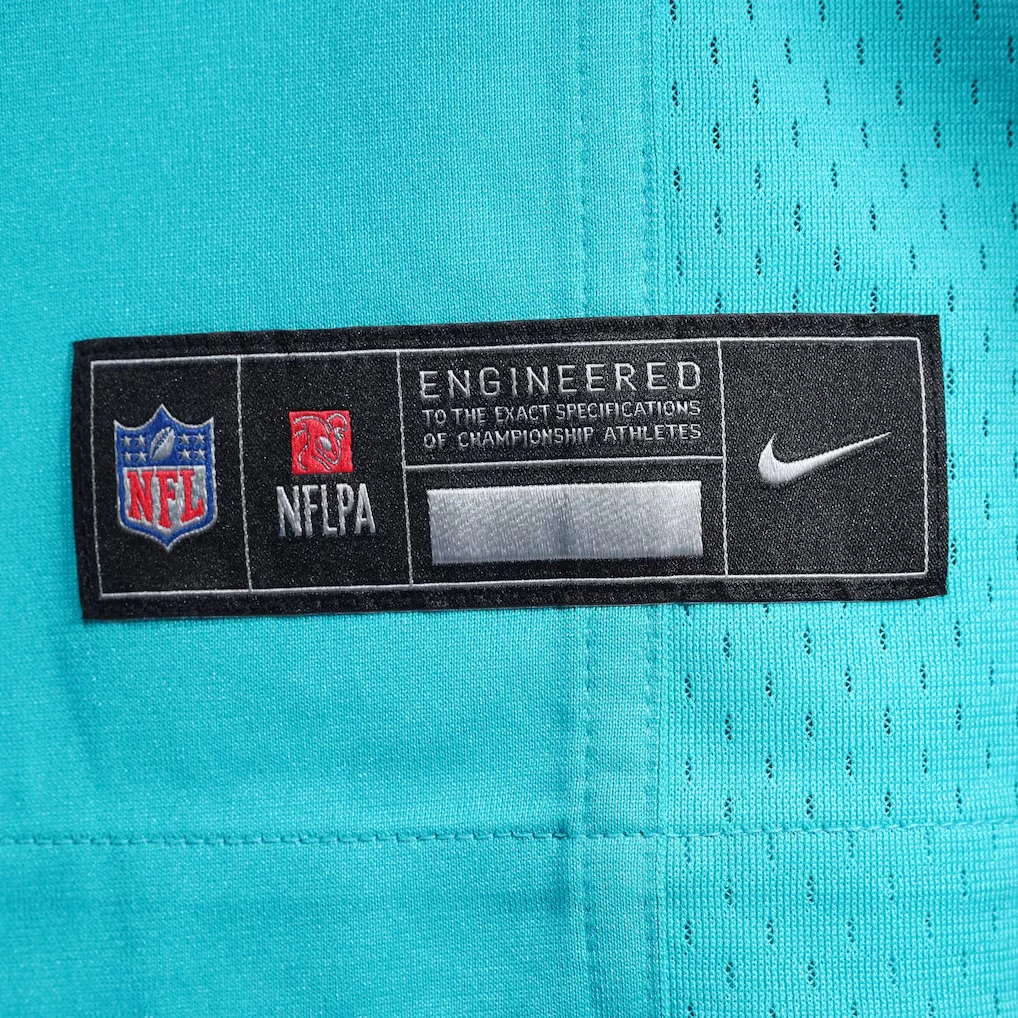 NFL
NFLPA
ENGINEERED
TO THE EXACT SPECIFICATIONS
OF CHAMPIONSHIP ATHLETES